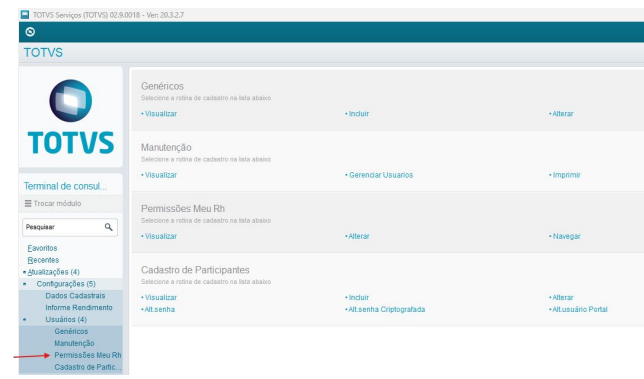 TOTVS Serviços (TOTVS) 02.9.0018 - Ver: 20.3.2.7
TOTVS
TOTVS
Terminal de consul...
Trocar módulo
Pesquisar
Favoritos
Recentes
Atualizações (4)
Configurações (5)
Dados Cadastrais
Informe Rendimento
Usuários (4)
Genéricos
Manutenção
Permissões Meu Rh
Cadastro de Partic...
Genéricos
Selecione a rotina de cadastro na lista abaixo
• Visualizar • Incluir • Alterar
Manutenção
Selecione a rotina de cadastro na lista abaixo
• Visualizar • Gerenciar Usuarios • Imprimir
Permissões Meu Rh
Selecione a rotina de cadastro na lista abaixo
• Visualizar • Alterar • Navegar
Cadastro de Participantes
Selecione a rotina de cadastro na lista abaixo
• Visualizar • Incluir • Alterar
• Alt.senha • Alt.senha Criptografada • Alt.usuário Portal